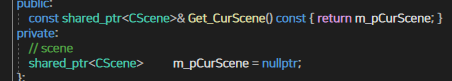 public:
const shared_ptr<CScene>& Get_CurScene() const { return m_pCurScene; }
private:
// scene
shared_ptr<CScene> m_pCurScene = nullptr;
};